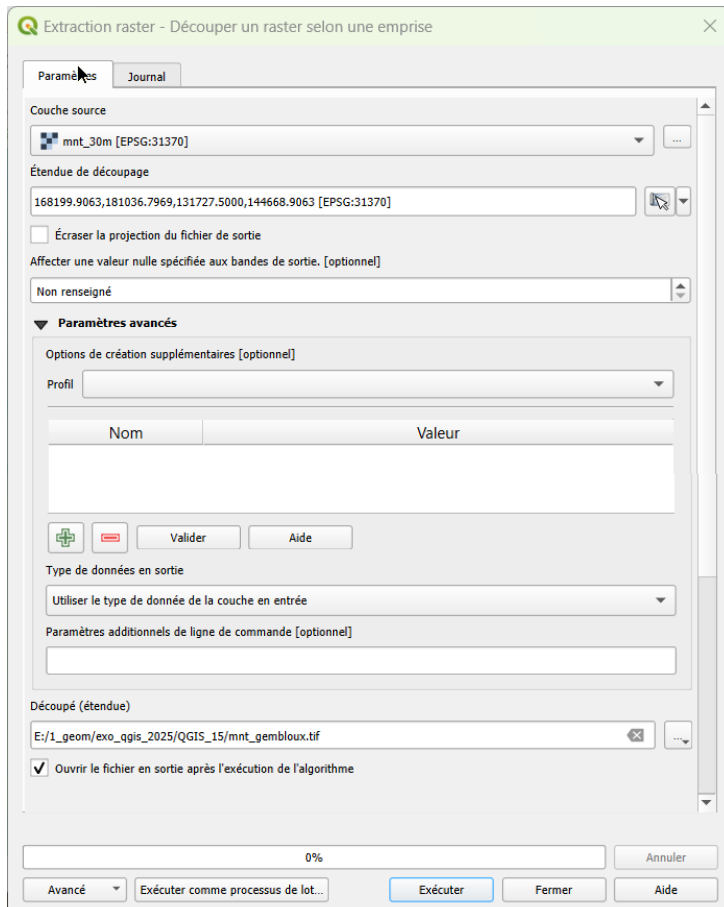 Extraction raster - Découper un raster selon une emprise
Paramètres Journal
Couche source
mnt_30m [EPSG:31370]
...
Étendue de découpage
168199.9063,181036.7969,131727.5000,144668.9063 [EPSG:31370]
Écraser la projection du fichier de sortie
Affecter une valeur nulle spécifiée aux bandes de sortie. [optionnel]
Non renseigné
Paramètres avancés
Options de création supplémentaires [optionnel]
Profil
Nom Valeur
Valider Aide
Type de données en sortie
Utiliser le type de donnée de la couche en entrée
Paramètres additionnels de ligne de commande [optionnel]
Découpé (étendue)
E:/1_geom/exo_qgis_2025/QGIS_15/mnt_gembloux.tif
...
Ouvrir le fichier en sortie après l'exécution de l'algorithme
0% Annuler
Avancé Exécuter comme processus de lot... Exécuter Fermer Aide